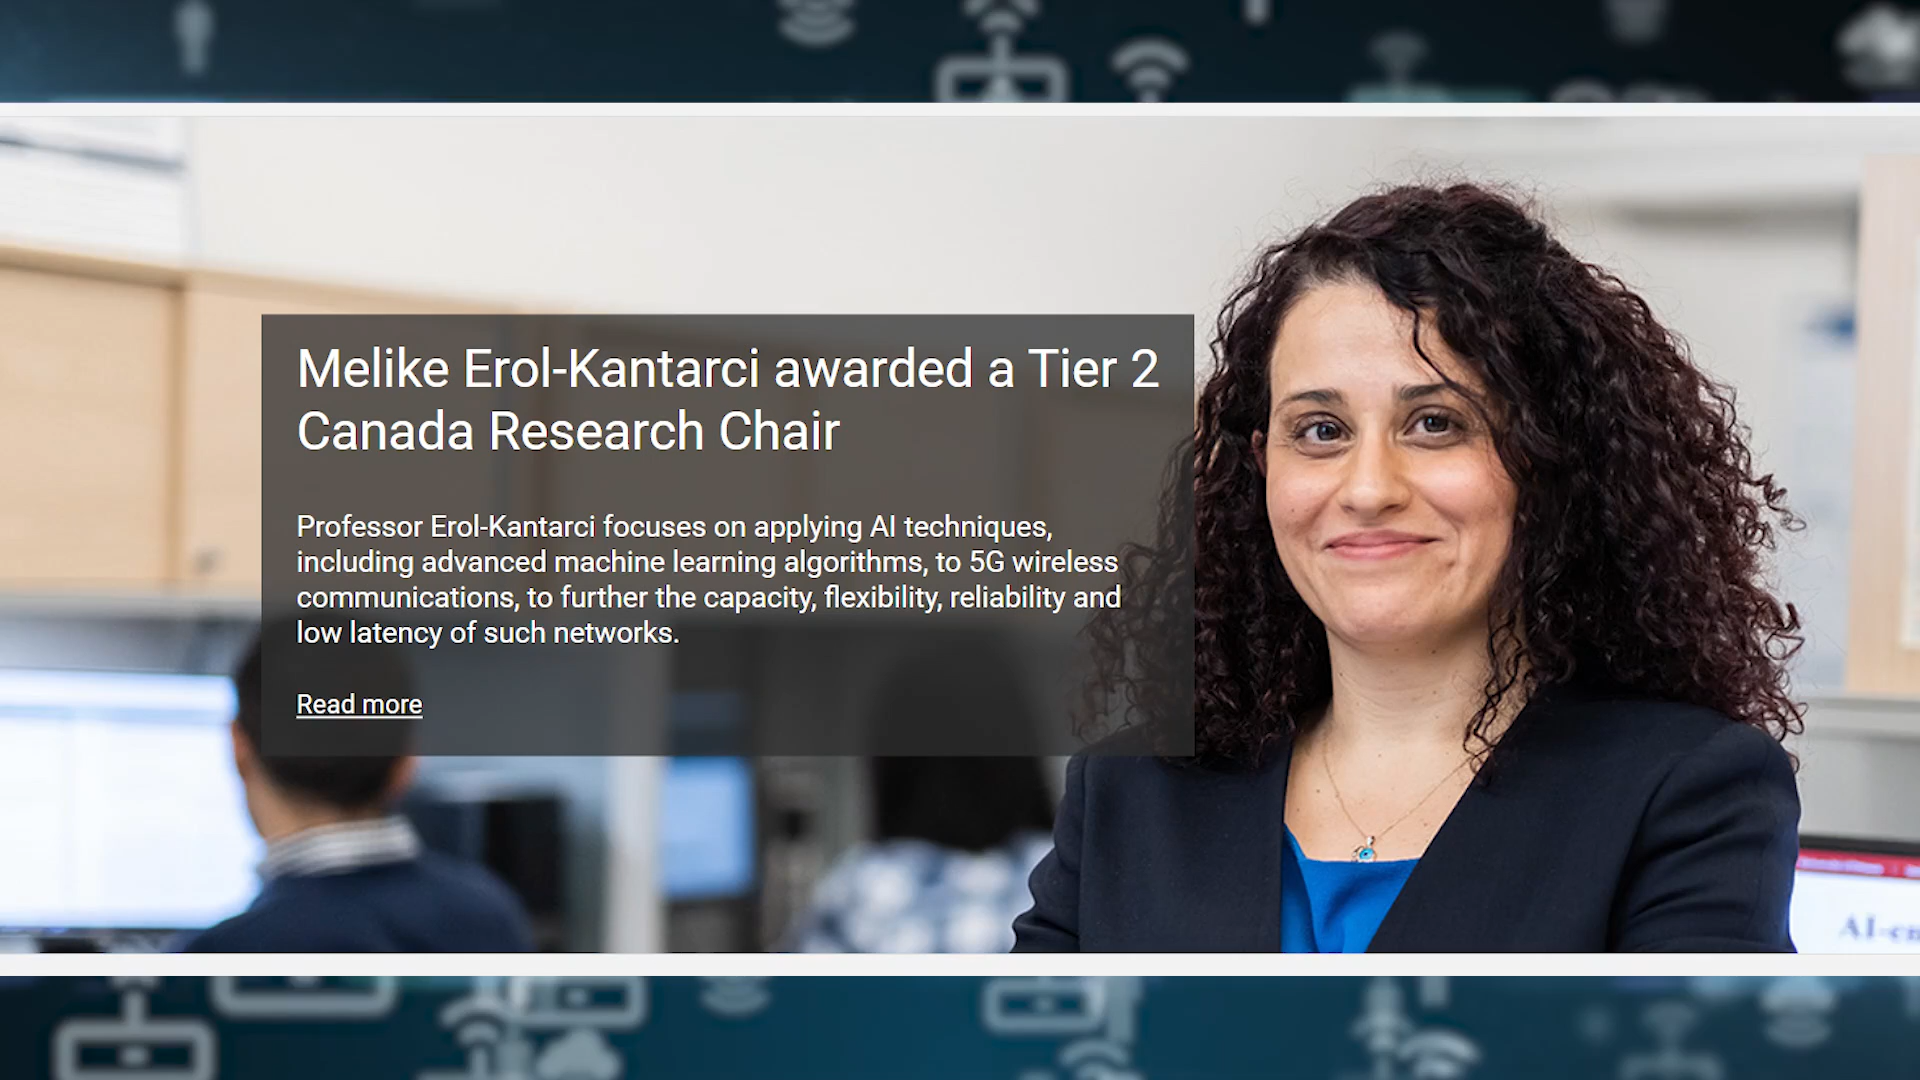 Melike Erol-Kantarci awarded a Tier 2
Canada Research Chair
Professor Erol-Kantarci focuses on applying AI techniques,
including advanced machine learning algorithms, to 5G wireless
communications, to further the capacity, flexibility, reliability and
low latency of such networks.
Read more